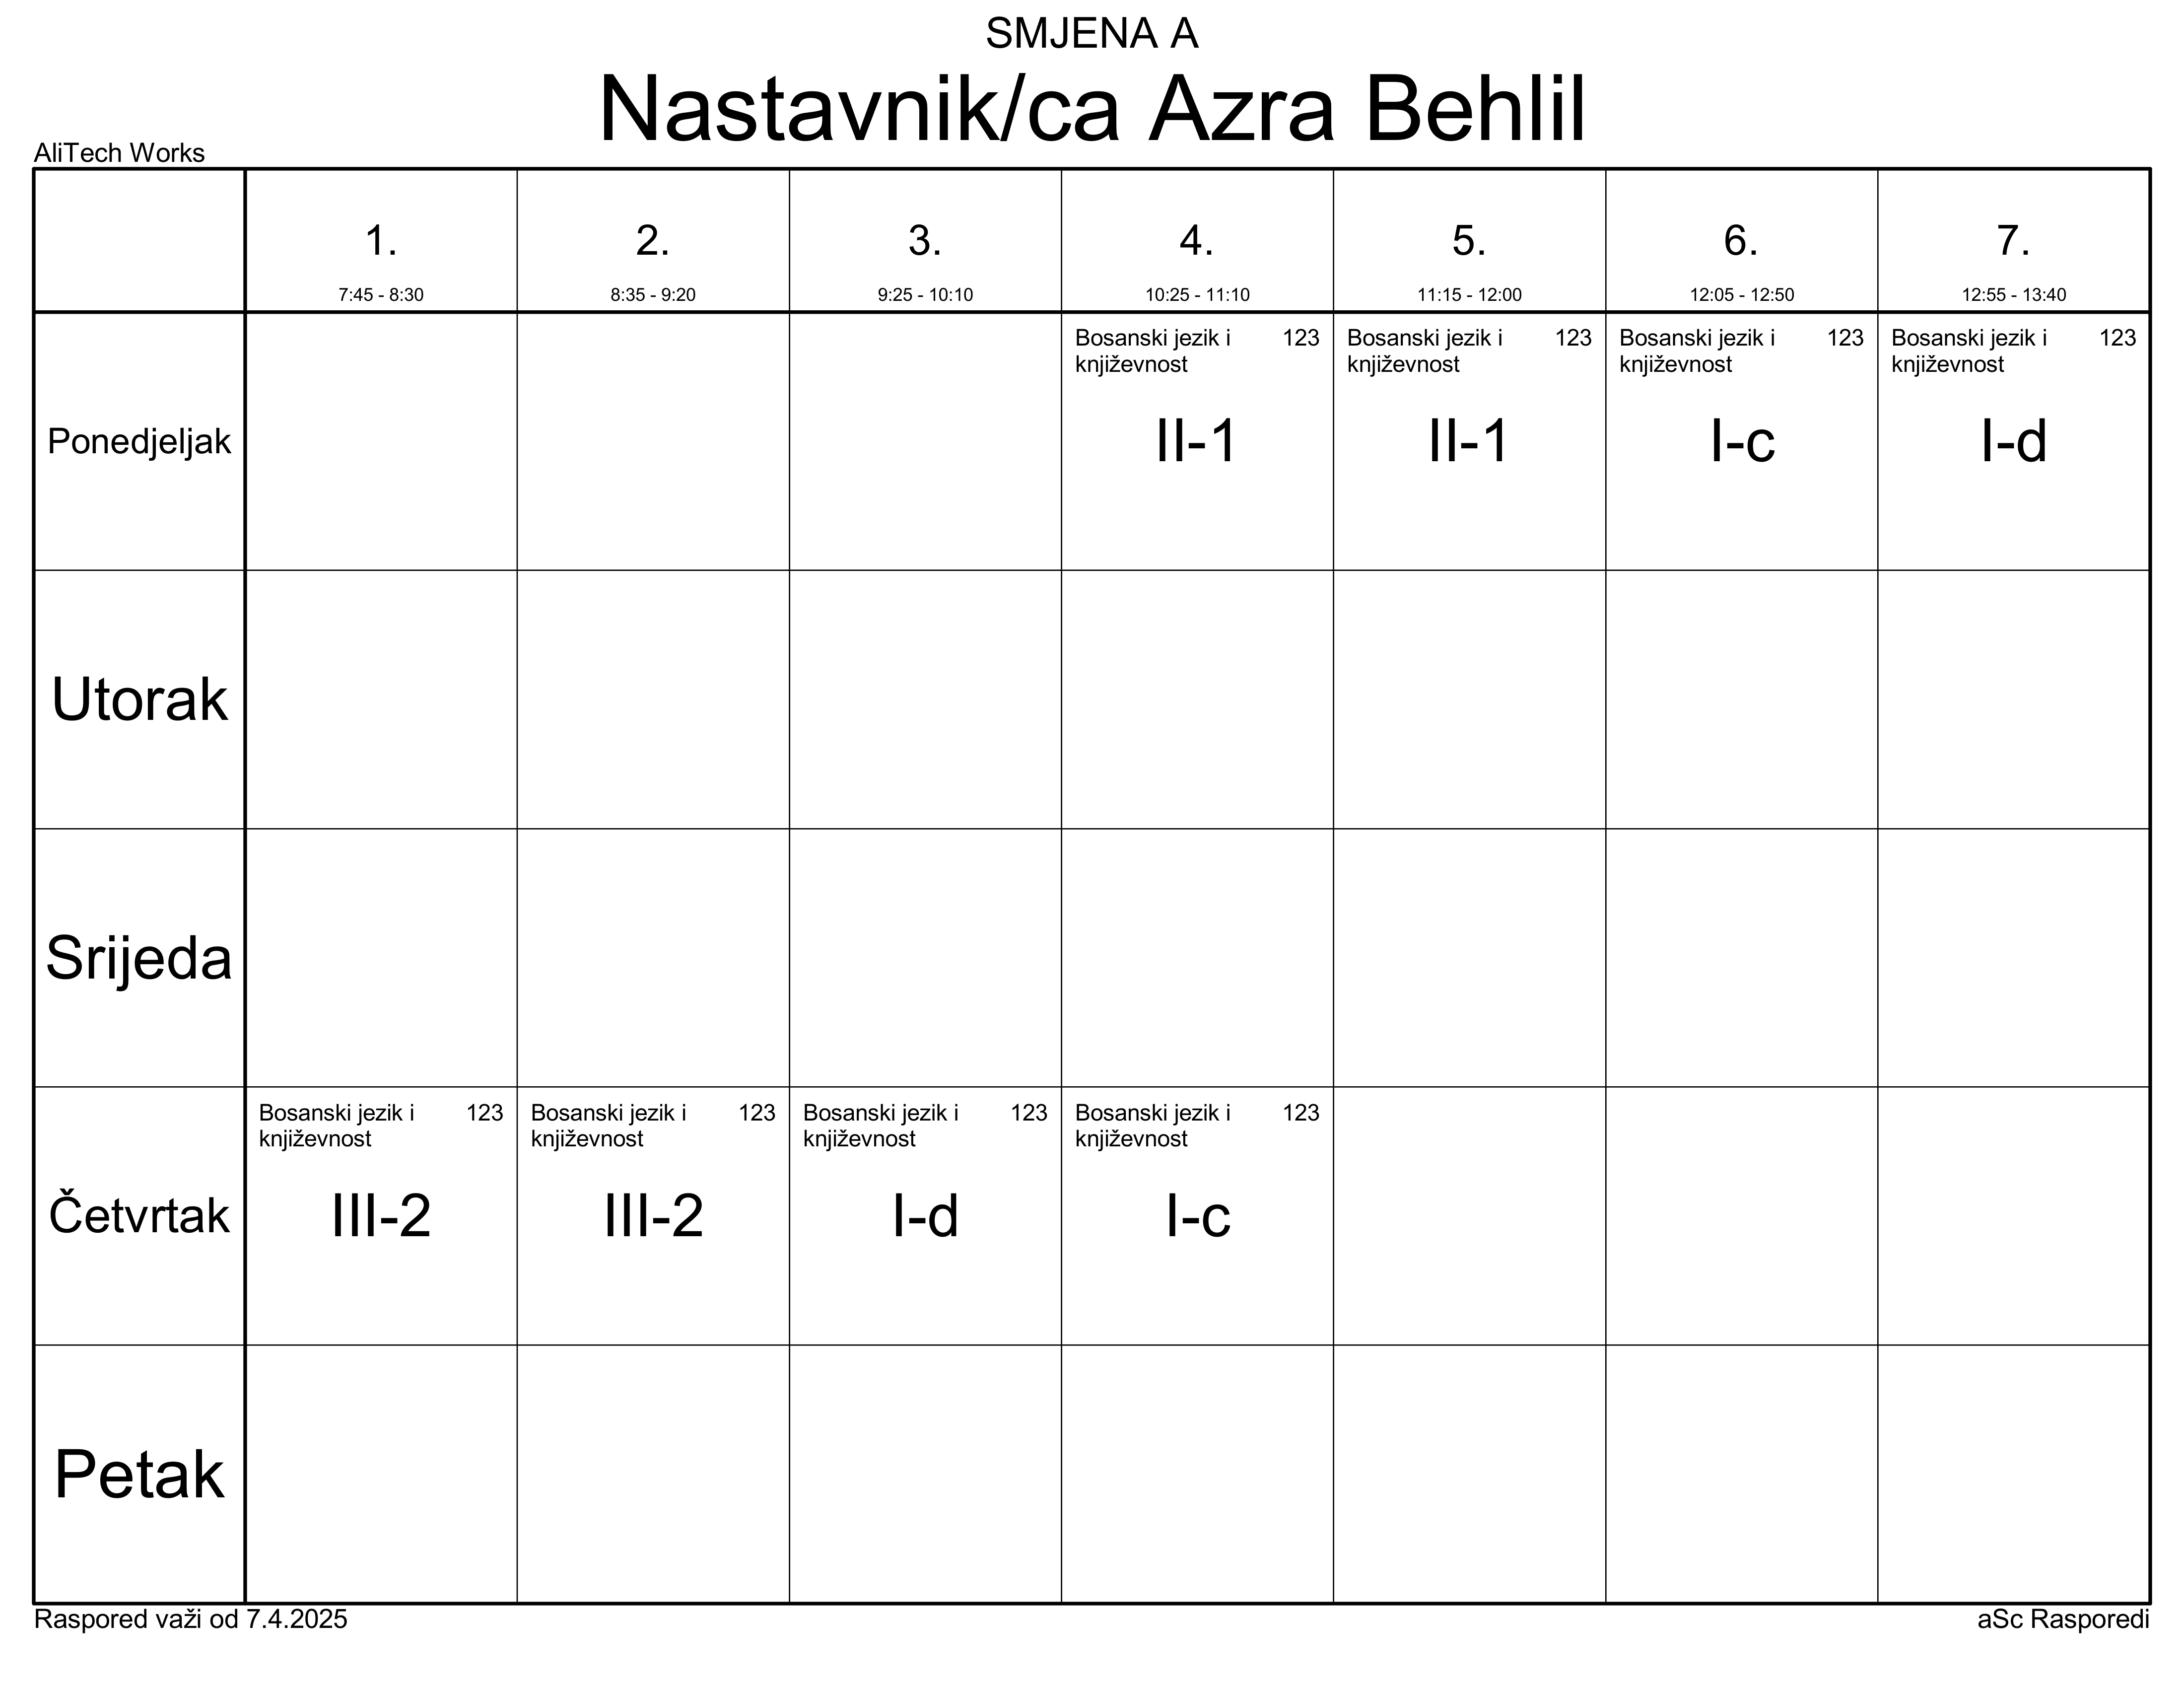 SMJENA A
Nastavnik/ca Azra Behlil
AliTech Works
1.
7:45 - 8:30
2.
8:35 - 9:20
3.
9:25 - 10:10
4.
10:25 - 11:10
5.
11:15 - 12:00
6.
12:05 - 12:50
7.
12:55 - 13:40
Ponedjeljak
Bosanski jezik i 123
književnost
II-1
Bosanski jezik i 123
književnost
II-1
Bosanski jezik i 123
književnost
I-c
Bosanski jezik i 123
književnost
I-d
Utorak
Srijeda
Četvrtak
Bosanski jezik i 123
književnost
III-2
Bosanski jezik i 123
književnost
III-2
Bosanski jezik i 123
književnost
I-d
Bosanski jezik i 123
književnost
I-c
Petak
Raspored važi od 7.4.2025
aSc Rasporedi